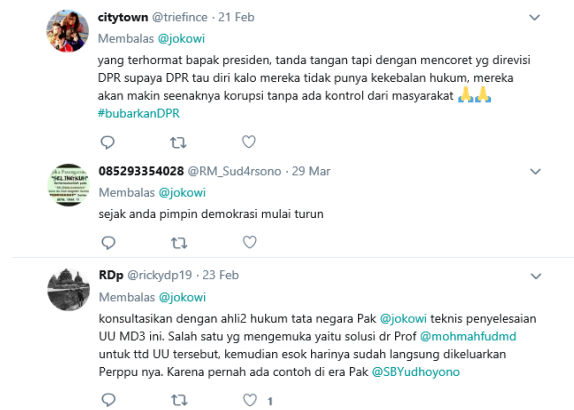 citytown @triefince · 21 Feb
Membalas @jokowi
yang terhormat bapak presiden, tanda tangan tapi dengan mencoret yg direvisi
DPR supaya DPR tau diri kalo mereka tidak punya kekebalan hukum, mereka
akan makin seenaknya korupsi tanpa ada kontrol dari masyarakat 🙏🙏
#bubarkanDPR
085293354028 @RM_Sud4rsono · 29 Mar
Membalas @jokowi
sejak anda pimpin demokrasi mulai turun
RDp @rickydp19 · 23 Feb
Membalas @jokowi
konsultasikan dengan ahli2 hukum tata negara Pak @jokowi teknis penyelesaian
UU MD3 ini. Salah satu yg mengemuka yaitu solusi dr Prof @mohmahfudmd
untuk ttd UU tersebut, kemudian esok harinya sudah langsung dikeluarkan
Perppu nya. Karena pernah ada contoh di era Pak @SBYudhoyono
1